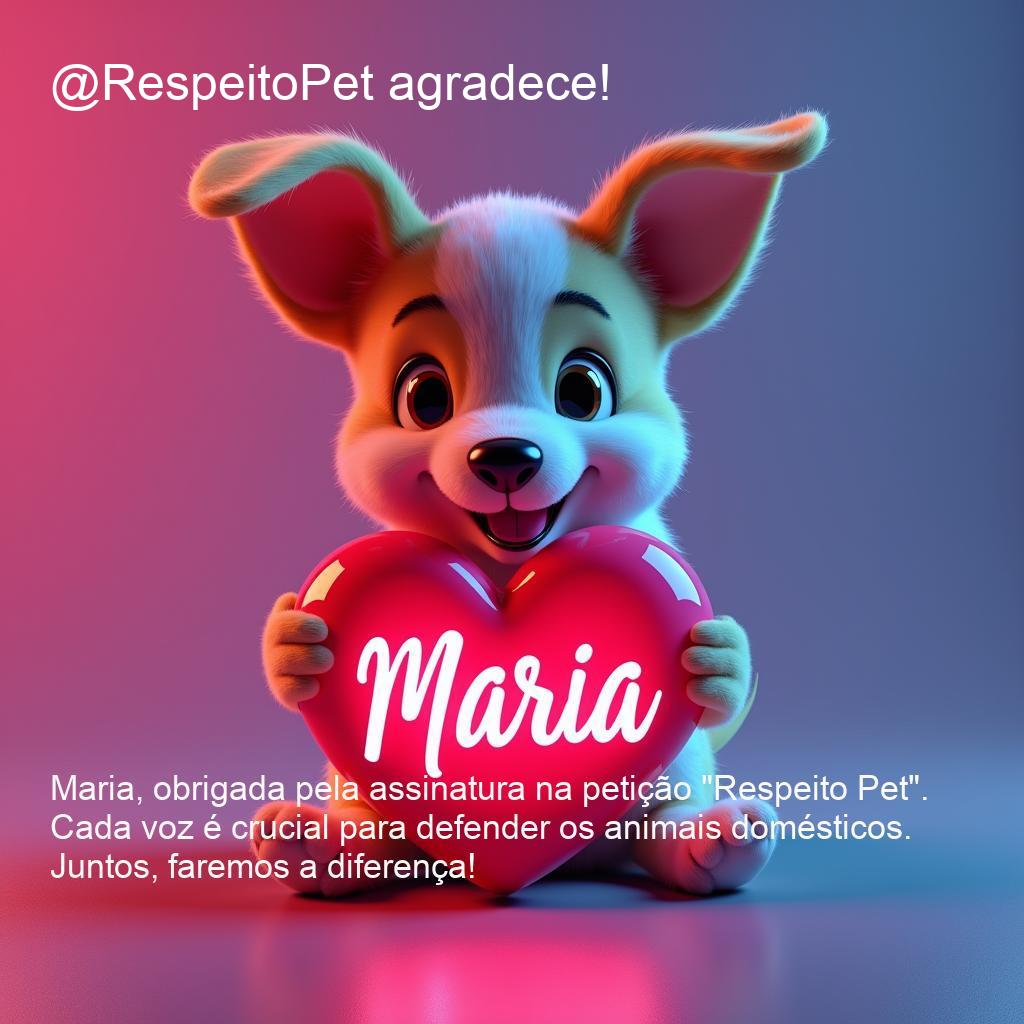 @RespeitoPet agradece!
Maria
Maria, obrigada pela assinatura na petição "Respeito Pet".
Cada voz é crucial para defender os animais domésticos.
Juntos, faremos a diferença!